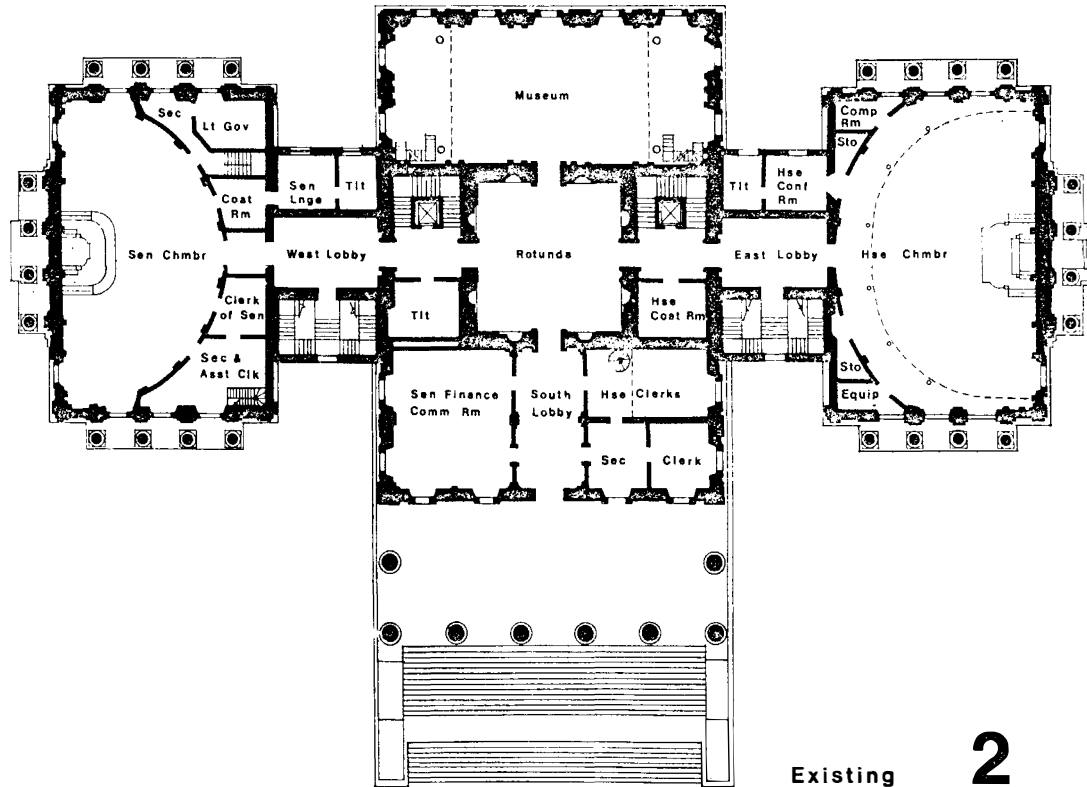 Museum
Sec
Lt Gov
Coat
Rm
Sen
Lnge
Tlt
Tlt
Hse
Conf
Rm
Comp
Rm
Sto
Sen Chmbr
West Lobby
Rotunda
East Lobby
Hse Chmbr
Clerk
of Sen
Sec &
Asst Clk
Tlt
Hse
Coat Rm
Sen Finance
Comm Rm
South
Lobby
Hse Clerks
Sec
Clerk
Sto
Equip
Existing
2